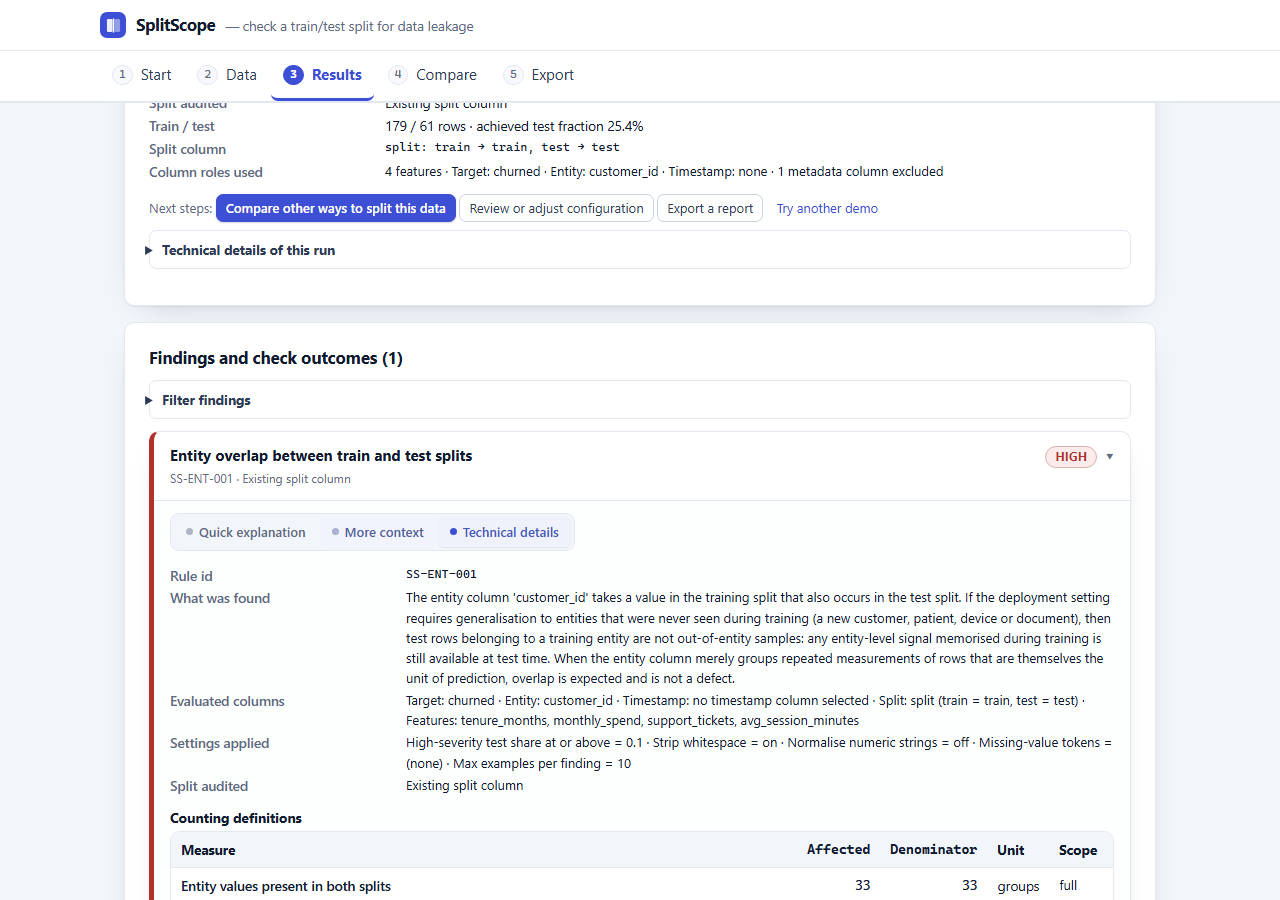 SplitScope — check a train/test split for data leakage
1 Start 2 Data 3 Results 4 Compare 5 Export
Split audited Existing split column
Train / test 179 / 61 rows · achieved test fraction 25.4%
Split column split: train → train, test → test
Column roles used 4 features · Target: churned · Entity: customer_id · Timestamp: none · 1 metadata column excluded
Next steps: Compare other ways to split this data Review or adjust configuration Export a report Try another demo
Technical details of this run
Findings and check outcomes (1)
Filter findings
Entity overlap between train and test splits HIGH
SS-ENT-001 · Existing split column
Quick explanation More context Technical details
Rule id SS-ENT-001
What was found The entity column 'customer_id' takes a value in the training split that also occurs in the test split. If the deployment setting
requires generalisation to entities that were never seen during training (a new customer, patient, device or document), then
test rows belonging to a training entity are not out-of-entity samples: any entity-level signal memorised during training is
still available at test time. When the entity column merely groups repeated measurements of rows that are themselves the
unit of prediction, overlap is expected and is not a defect.
Evaluated columns Target: churned · Entity: customer_id · Timestamp: no timestamp column selected · Split: split (train = train, test = test) ·
Features: tenure_months, monthly_spend, support_tickets, avg_session_minutes
Settings applied High-severity test share at or above = 0.1 · Strip whitespace = on · Normalise numeric strings = off · Missing-value tokens =
(none) · Max examples per finding = 10
Split audited Existing split column
Counting definitions
Measure Affected Denominator Unit Scope
Entity values present in both splits 33 33 groups full